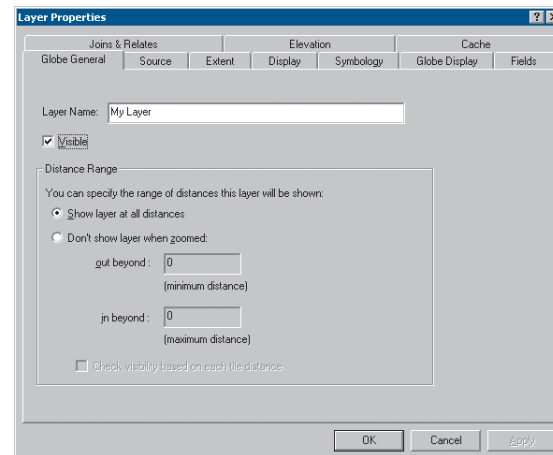 Layer Properties
Joins & Relates Elevation Cache
Globe General Source Extent Display Symbology Globe Display Fields
Layer Name: My Layer
Visible
Distance Range
You can specify the range of distances this layer will be shown:
Show layer at all distances
Don't show layer when zoomed:
out beyond : 0
(minimum distance)
in beyond : 0
(maximum distance)
Check visibility based on each tile distance
OK Cancel Apply